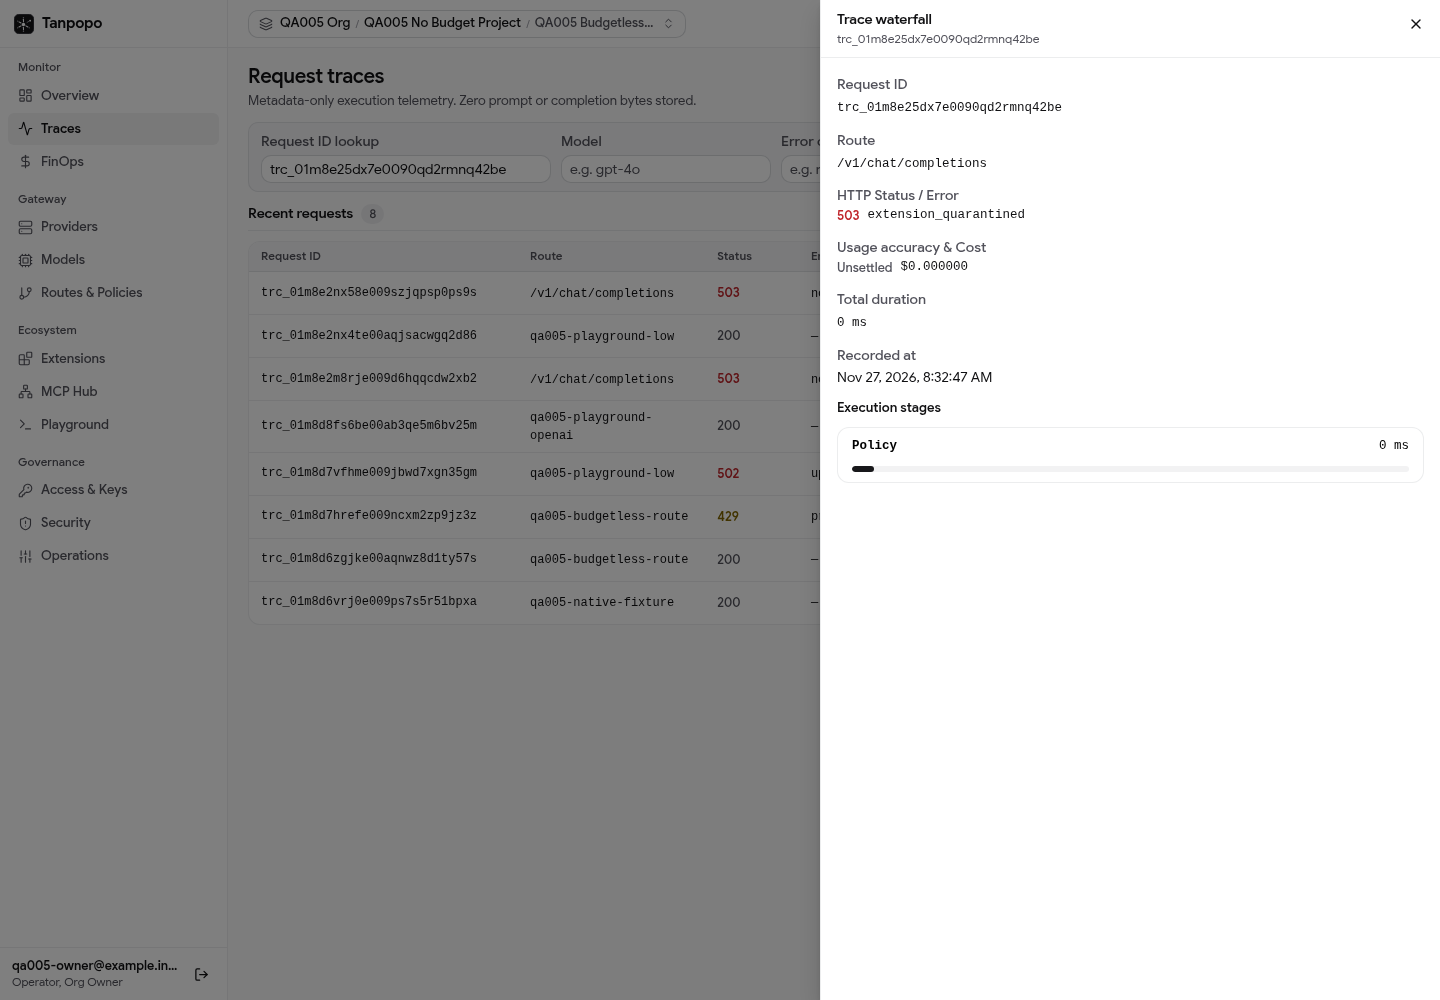 Tanpopo
Monitor
Overview
Traces
FinOps
Gateway
Providers
Models
Routes & Policies
Ecosystem
Extensions
MCP Hub
Playground
Governance
Access & Keys
Security
Operations
qa005-owner@example.in...
Operator, Org Owner
QA005 Org / QA005 No Budget Project / QA005 Budgetless...
Request traces
Metadata-only execution telemetry. Zero prompt or completion bytes stored.
Request ID lookup Model Error
trc_01m8e25dx7e0090qd2rmnq42be e.g. gpt-4o e.g.
Recent requests 8
Request ID Route Status
trc_01m8e2nx58e009szjqpsp0ps9s /v1/chat/completions 503
trc_01m8e2nx4te00aqjsacwgq2d86 qa005-playground-low 200 —
trc_01m8e2m8rje009d6hqqcdw2xb2 /v1/chat/completions 503
trc_01m8d8fs6be00ab3qe5m6bv25m qa005-playground-openai 200 —
trc_01m8d7vfhme009jbwd7xgn35gm qa005-playground-low 502
trc_01m8d7hrefe009ncxm2zp9jz3z qa005-budgetless-route 429
trc_01m8d6zgjke00aqnwz8d1ty57s qa005-budgetless-route 200 —
trc_01m8d6vrj0e009ps7s5r51bpxa qa005-native-fixture 200 —
Trace waterfall
trc_01m8e25dx7e0090qd2rmnq42be
Request ID
trc_01m8e25dx7e0090qd2rmnq42be
Route
/v1/chat/completions
HTTP Status / Error
503 extension_quarantined
Usage accuracy & Cost
Unsettled $0.000000
Total duration
0 ms
Recorded at
Nov 27, 2026, 8:32:47 AM
Execution stages
Policy 0 ms